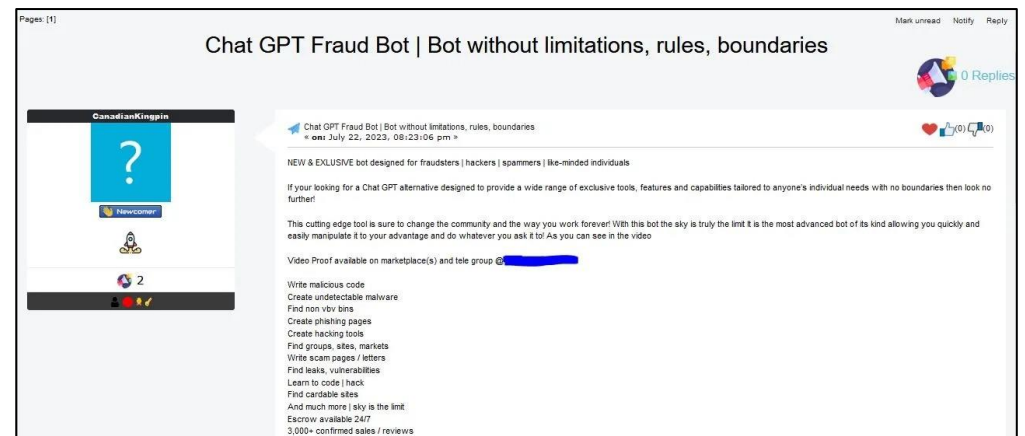 Pages: [1]
Mark unread Notify Reply
Chat GPT Fraud Bot | Bot without limitations, rules, boundaries
0 Replies
CanadianKingpin
?
Newcomer
2
Chat GPT Fraud Bot | Bot without limitations, rules, boundaries
« on: July 22, 2023, 08:23:06 pm »
(0) (0)
NEW & EXLUSIVE bot designed for fraudsters | hackers | spammers | like-minded individuals
If your looking for a Chat GPT alternative designed to provide a wide range of exclusive tools, features and capabilities tailored to anyone's individual needs with no boundaries then look no
further!
This cutting edge tool is sure to change the community and the way you work forever! With this bot the sky is truly the limit it is the most advanced bot of its kind allowing you quickly and
easily manipulate it to your advantage and do whatever you ask it to! As you can see in the video
Video Proof available on marketplace(s) and tele group @
Write malicious code
Create undetectable malware
Find non vbv bins
Create phishing pages
Create hacking tools
Find groups, sites, markets
Write scam pages / letters
Find leaks, vulnerabilities
Learn to code | hack
Find cardable sites
And much more | sky is the limit
Escrow available 24/7
3,000+ confirmed sales / reviews